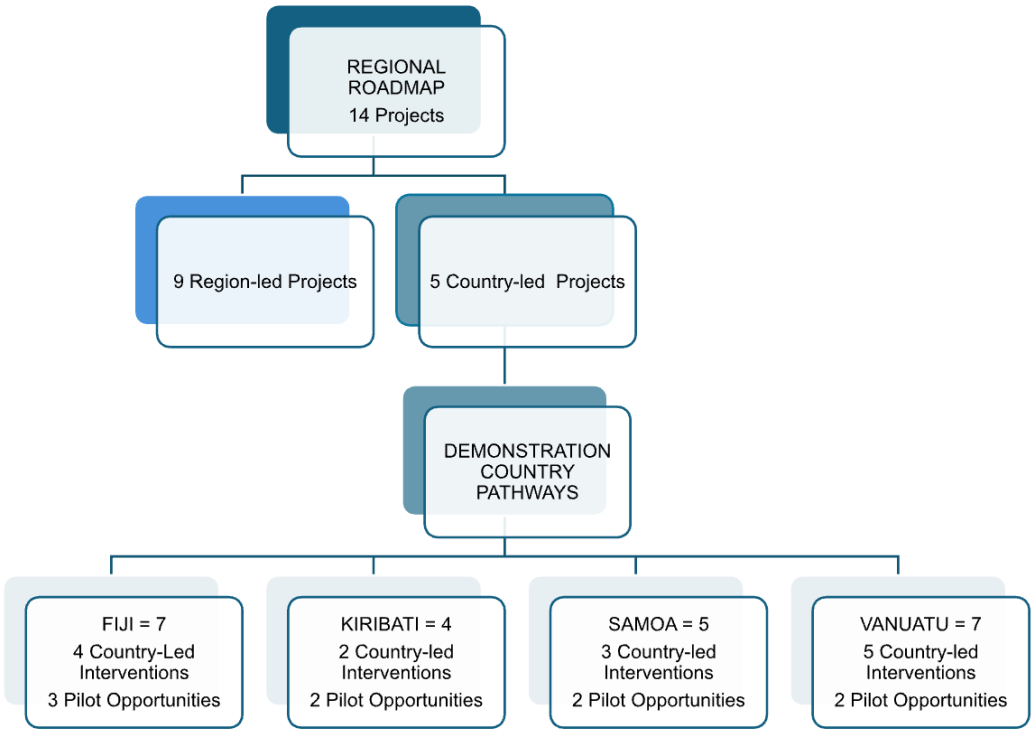 REGIONAL
ROADMAP
14 Projects
9 Region-led Projects
5 Country-led Projects
DEMONSTRATION
COUNTRY
PATHWAYS
FIJI = 7
4 Country-Led
Interventions
3 Pilot Opportunities
KIRIBATI = 4
2 Country-led
Interventions
2 Pilot Opportunities
SAMOA = 5
3 Country-led
Interventions
2 Pilot Opportunities
VANUATU = 7
5 Country-led
Interventions
2 Pilot Opportunities